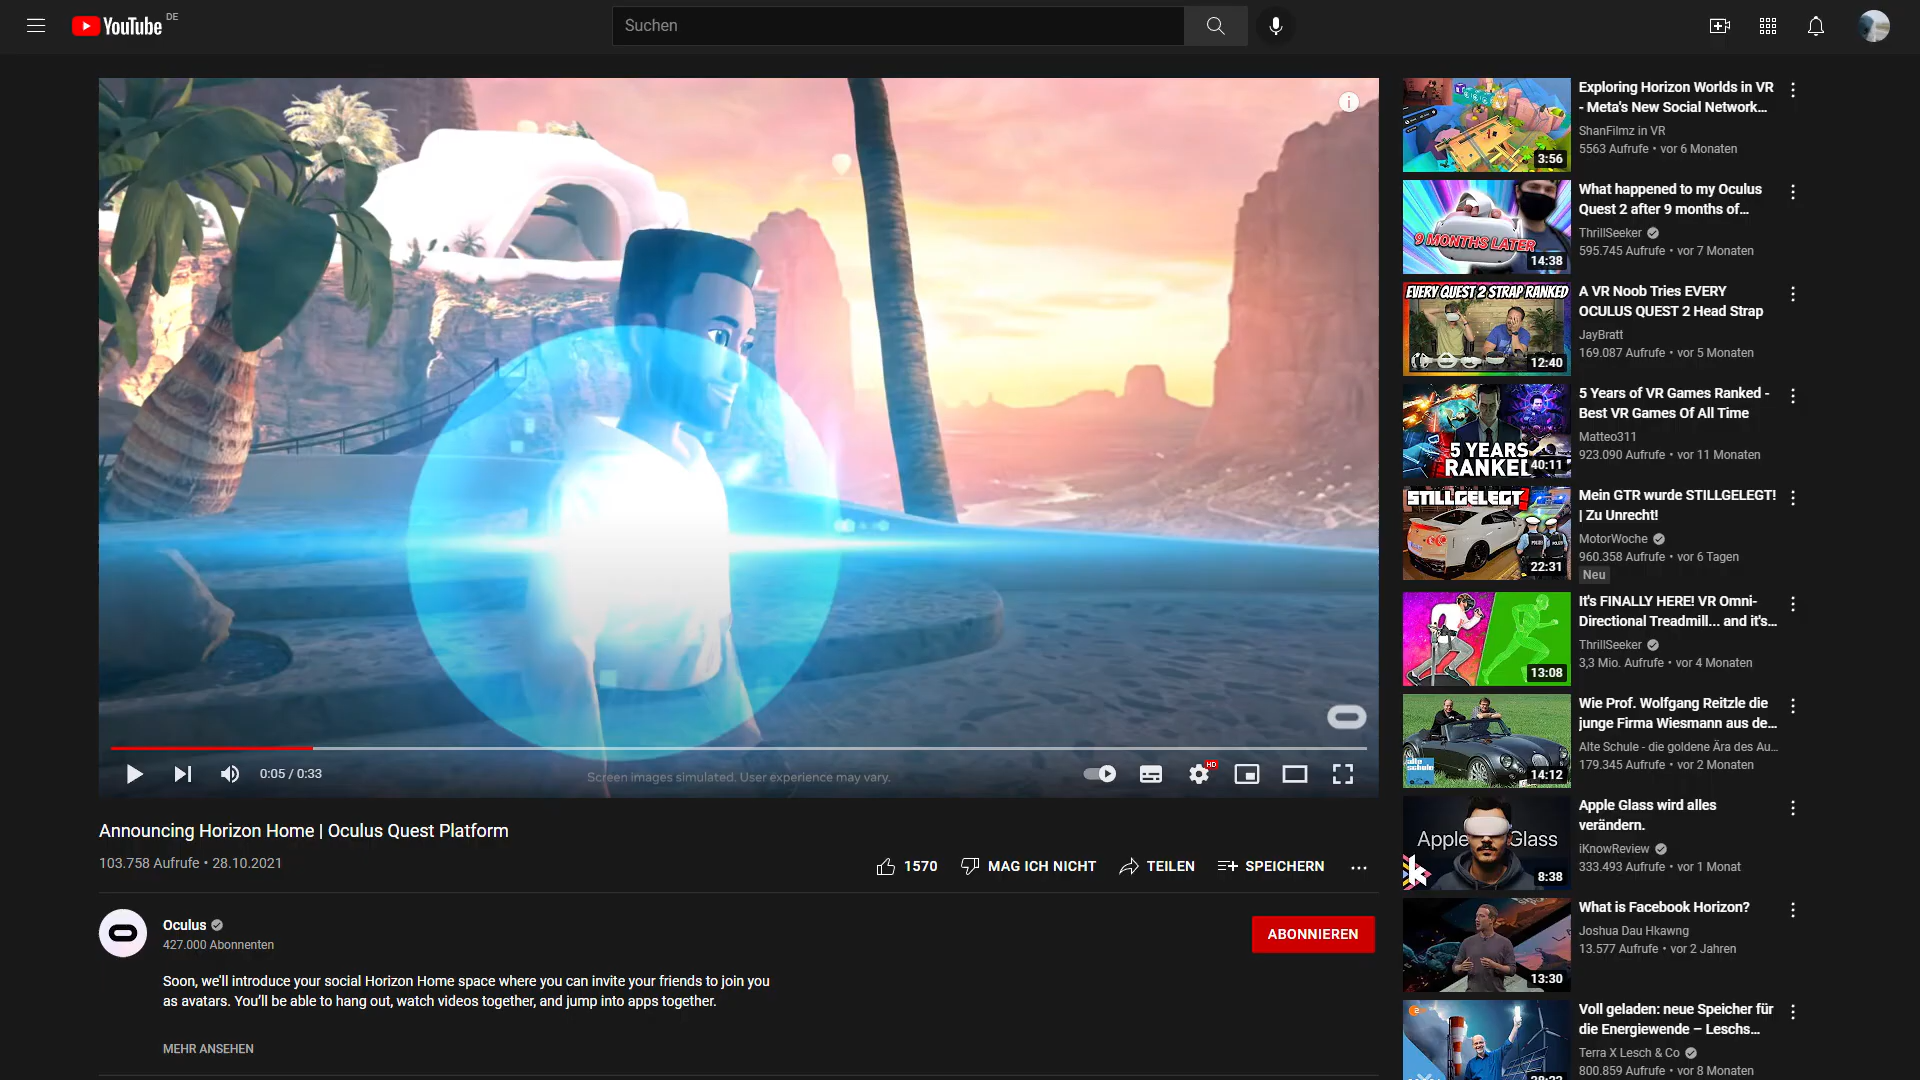 YouTube DE
Suchen
Screen images simulated. User experience may vary.
0:05 / 0:33
HD
Announcing Horizon Home | Oculus Quest Platform
103.758 Aufrufe • 28.10.2021
1570
MAG ICH NICHT
TEILEN
SPEICHERN
Oculus
427.000 Abonnenten
ABONNIEREN
Soon, we'll introduce your social Horizon Home space where you can invite your friends to join you
as avatars. You'll be able to hang out, watch videos together, and jump into apps together.
MEHR ANSEHEN
3:56
Exploring Horizon Worlds in VR
- Meta's New Social Network...
ShanFilmz in VR
5563 Aufrufe • vor 6 Monaten
9 MONTHS LATER
14:38
What happened to my Oculus
Quest 2 after 9 months of...
ThrillSeeker
595.745 Aufrufe • vor 7 Monaten
EVERY QUEST 2 STRAP RANKED
12:40
A VR Noob Tries EVERY
OCULUS QUEST 2 Head Strap
JayBratt
169.087 Aufrufe • vor 5 Monaten
5 YEARS
RANKED
40:11
5 Years of VR Games Ranked -
Best VR Games Of All Time
Matteo311
923.090 Aufrufe • vor 11 Monaten
STILLGELEGT!
POLIZEI
POLIZEI
22:31
Mein GTR wurde STILLGELEGT!
| Zu Unrecht!
MotorWoche
960.358 Aufrufe • vor 6 Tagen
Neu
13:08
It's FINALLY HERE! VR Omni-
Directional Treadmill... and it's...
ThrillSeeker
3,3 Mio. Aufrufe • vor 4 Monaten
alte
schule
14:12
Wie Prof. Wolfgang Reitzle die
junge Firma Wiesmann aus de...
Alte Schule - die goldene Ära des Au...
179.345 Aufrufe • vor 2 Monaten
Apple Glass
k
8:38
Apple Glass wird alles
verändern.
iKnowReview
333.493 Aufrufe • vor 1 Monat
13:30
What is Facebook Horizon?
Joshua Dau Hkawng
13.577 Aufrufe • vor 2 Jahren
Voll geladen: neue Speicher für
die Energiewende – Leschs...
Terra X Lesch & Co
800.859 Aufrufe • vor 8 Monaten